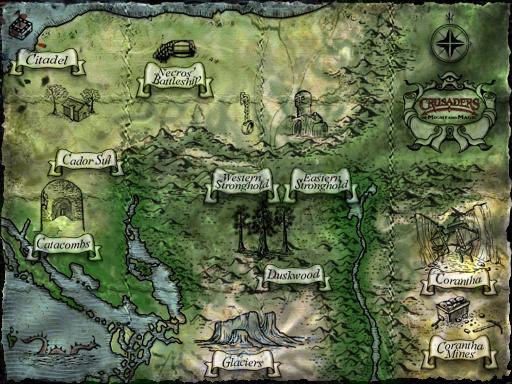 Citadel
Necros'
Battleship
N
CRUSADERS
OF MIGHT AND MAGIC
Cador Sul
Western
Stronghold
Eastern
Stronghold
Catacombs
Duskwood
Corantha
Glaciers
Corantha
Mines